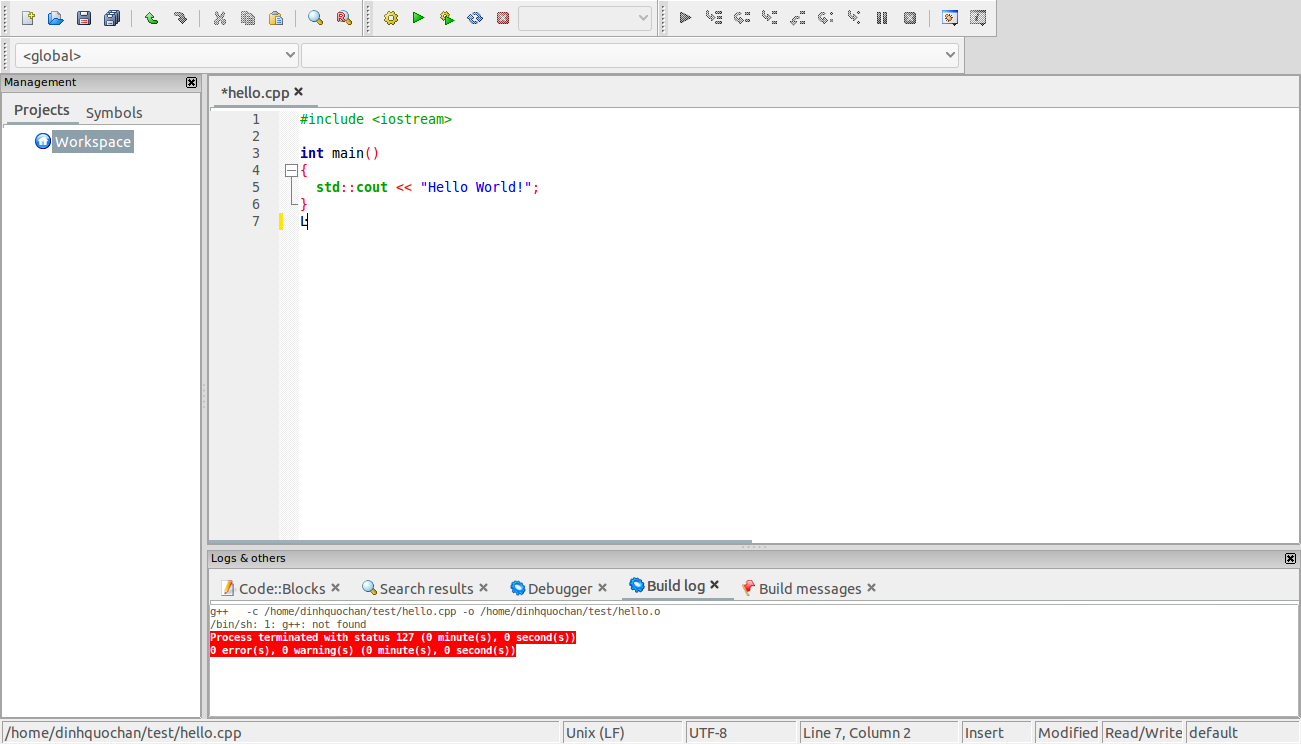 <global>
Management
Projects Symbols
Workspace
*hello.cpp
1 #include <iostream>
2
3 int main()
4 {
5 std::cout << "Hello World!";
6 }
7 L
Logs & others
Code::Blocks Search results Debugger Build log Build messages
g++ -c /home/dinhquochan/test/hello.cpp -o /home/dinhquochan/test/hello.o
/bin/sh: 1: g++: not found
Process terminated with status 127 (0 minute(s), 0 second(s))
0 error(s), 0 warning(s) (0 minute(s), 0 second(s))
/home/dinhquochan/test/hello.cpp Unix (LF) UTF-8 Line 7, Column 2 Insert Modified Read/Write default